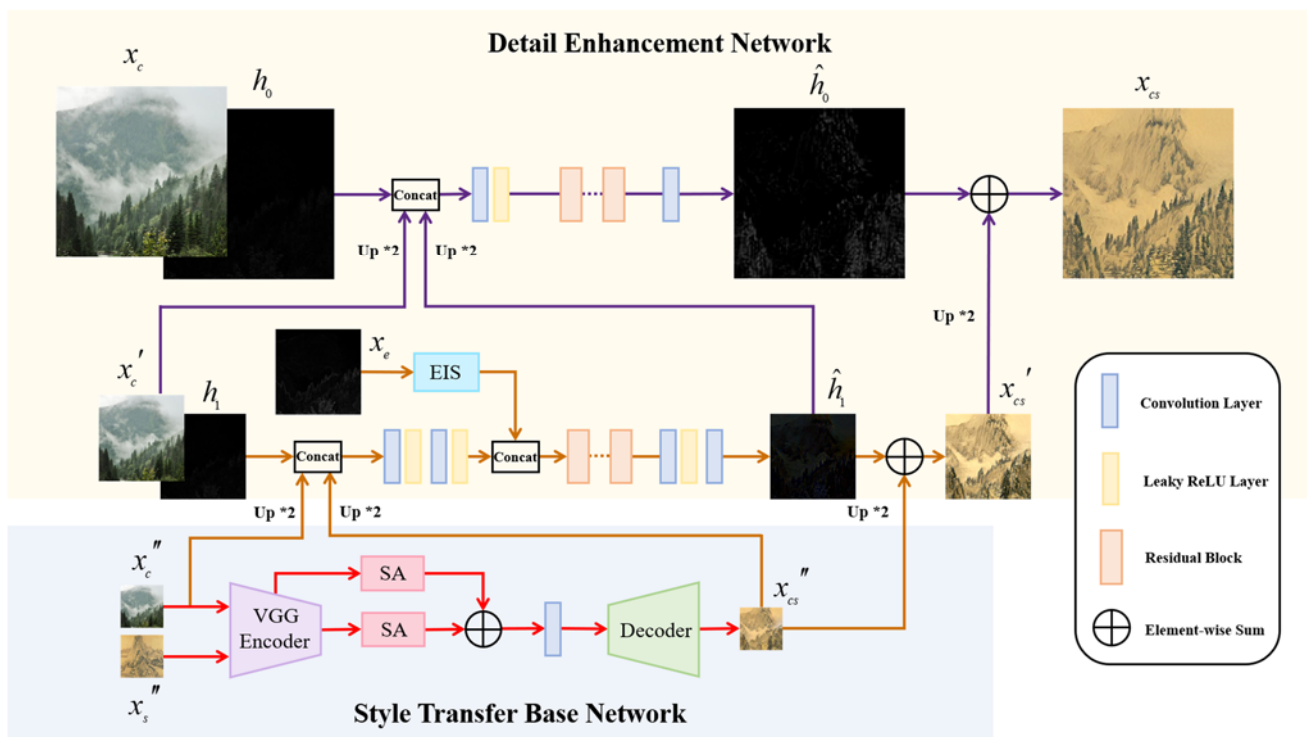 Detail Enhancement Network
x_c
h_0
ĥ_0
x_cs
Concat
Up *2
Up *2
Up *2
x_c'
h_1
x_e
EIS
ĥ_1
x_cs'
Concat
Concat
Up *2
Up *2
Up *2
Convolution Layer
Leaky ReLU Layer
Residual Block
Element-wise Sum
x_c''
SA
VGG
Encoder
SA
Decoder
x_cs''
x_s''
Style Transfer Base Network